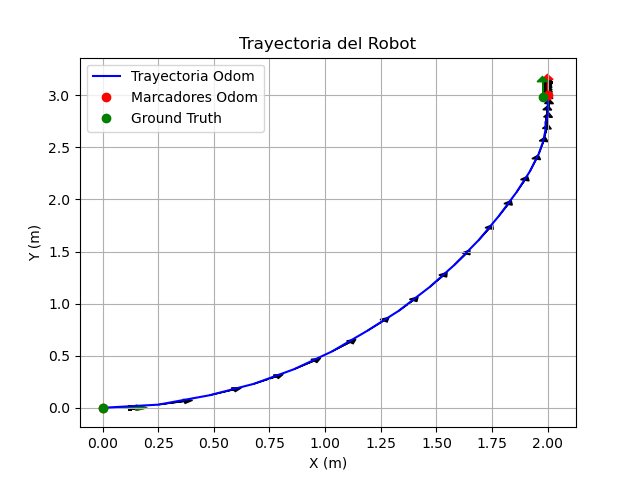 Trayectoria del Robot
Trayectoria Odom
Marcadores Odom
Ground Truth
3.0
2.5
2.0
1.5
1.0
0.5
0.0
Y (m)
0.00 0.25 0.50 0.75 1.00 1.25 1.50 1.75 2.00
X (m)